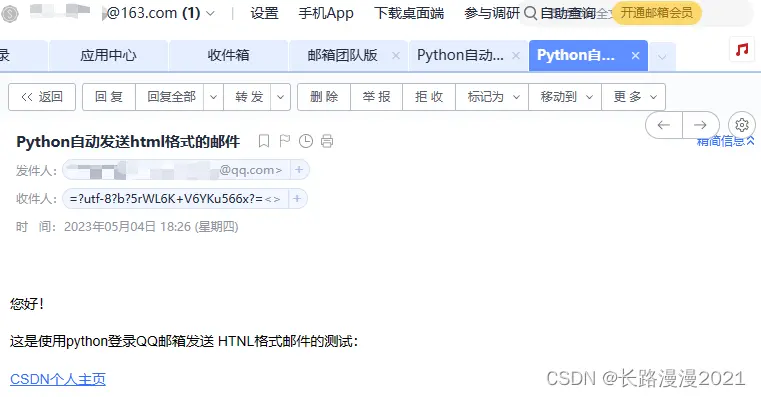 @163.com (1) 设置 手机App 下载桌面端 参与调研 自助查询 开通邮箱会员
录 应用中心 收件箱 邮箱团队版 Python自动... Python自...
返回 回复 回复全部 转发 删除 举报 拒收 标记为 移动到 更多
Python自动发送html格式的邮件
精简信息
发件人: @qq.com>
收件人: =?utf-8?b?5rWL6K+V6YKu566x?=<>
时 间: 2023年05月04日 18:26 (星期四)
您好!
这是使用python登录QQ邮箱发送 HTNL格式邮件的测试:
CSDN个人主页
CSDN @长路漫漫2021